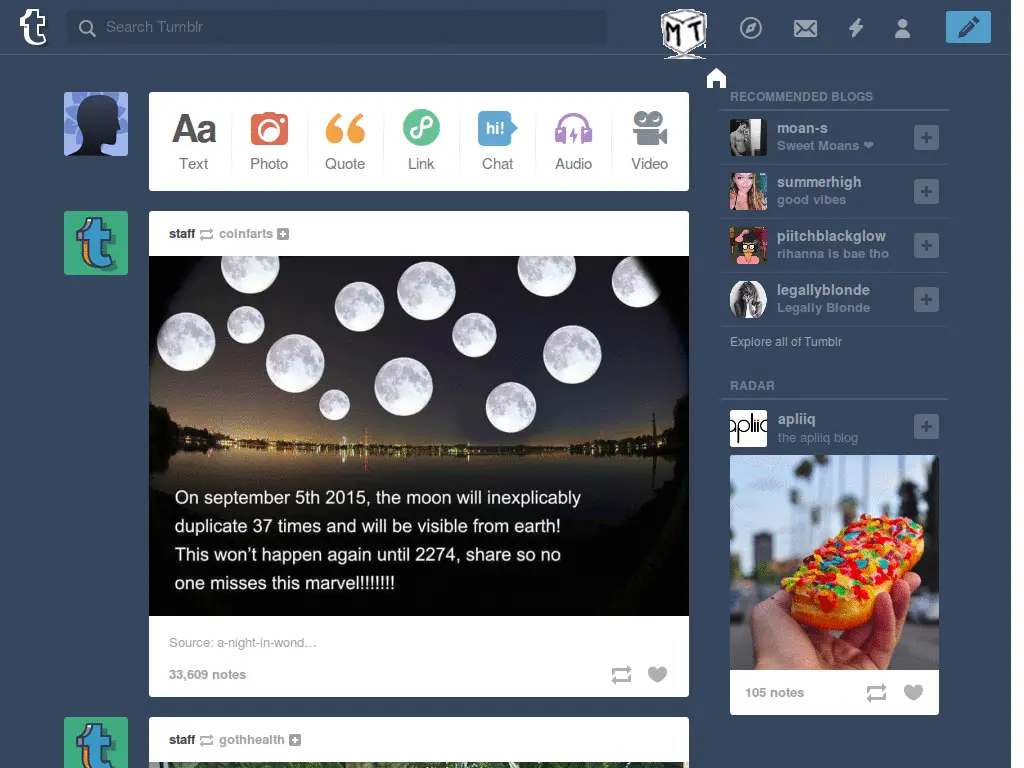 t
Search Tumblr
MT
RECOMMENDED BLOGS
Aa
hi!
Text
Photo
Quote
Link
Chat
Audio
Video
moan-s
Sweet Moans ❤
summerhigh
good vibes
piitchblackglow
rihanna is bae tho
legallyblonde
Legally Blonde
Explore all of Tumblr
RADAR
apliiq
apliiq
the apliiq blog
105 notes
t
staff coinfarts
On september 5th 2015, the moon will inexplicably
duplicate 37 times and will be visible from earth!
This won't happen again until 2274, share so no
one misses this marvel!!!!!!!
Source: a-night-in-wond…
33,609 notes
t
staff gothhealth